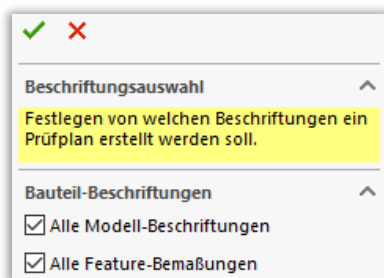 Beschriftungsauswahl
Festlegen von welchen Beschriftungen ein
Prüfplan erstellt werden soll.
Bauteil-Beschriftungen
Alle Modell-Beschriftungen
Alle Feature-Bemaßungen